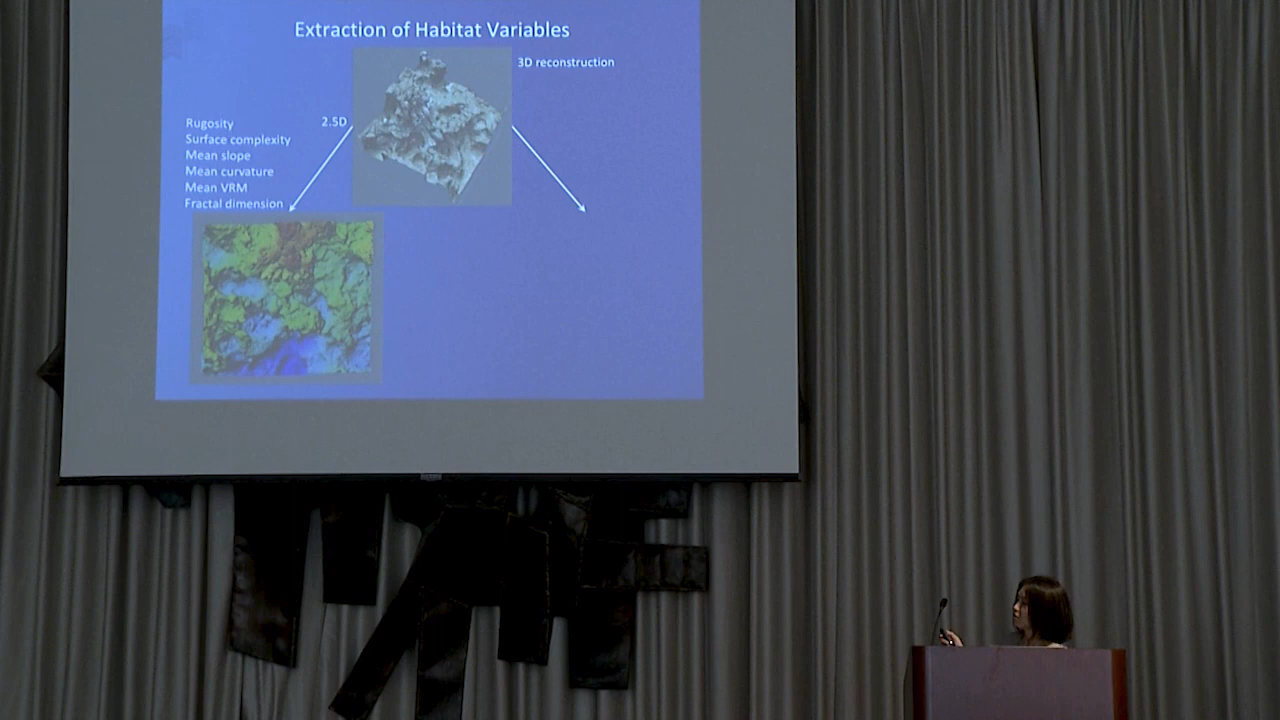 Extraction of Habitat Variables
3D reconstruction
2.5D
Rugosity
Surface complexity
Mean slope
Mean curvature
Mean VRM
Fractal dimension